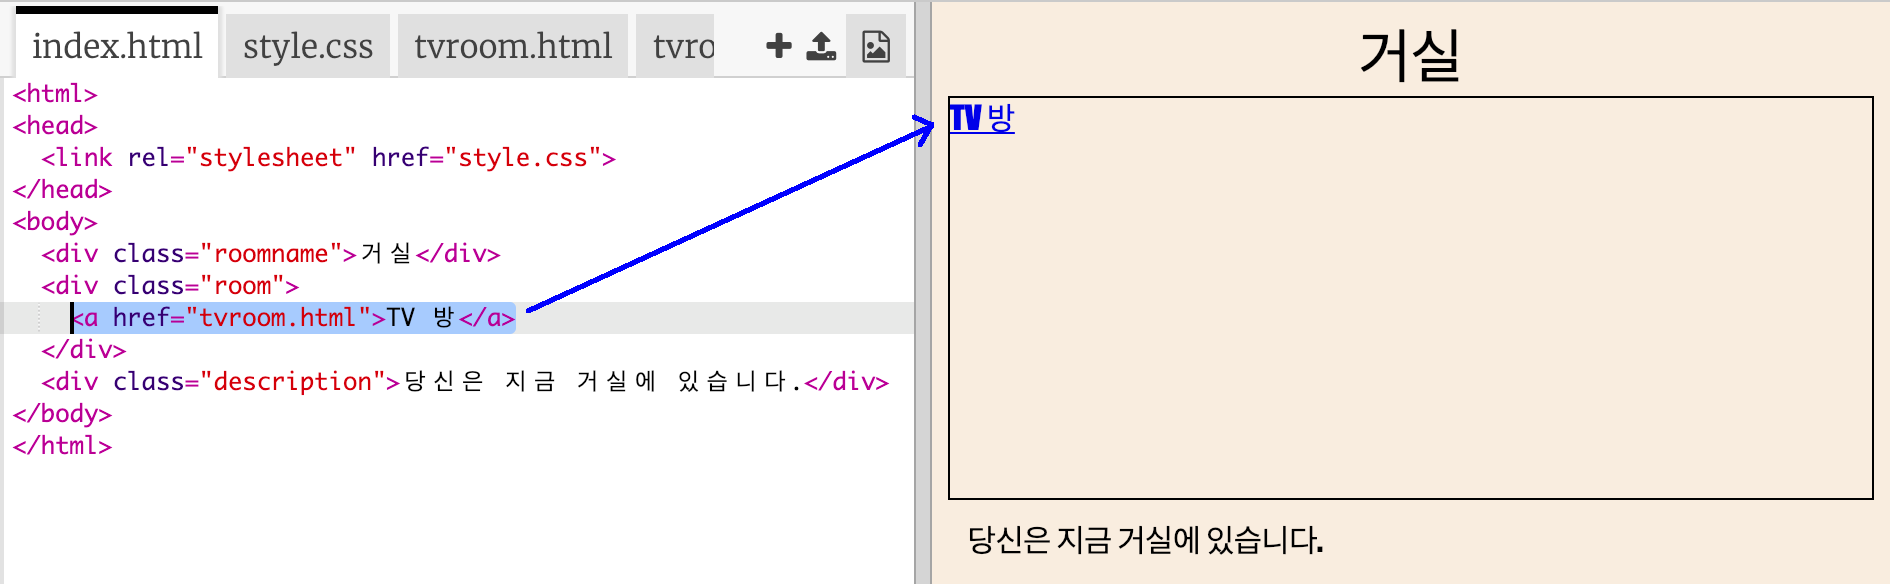 index.html style.css tvroom.html tvro
<html>
<head>
<link rel="stylesheet" href="style.css">
</head>
<body>
<div class="roomname">거실</div>
<div class="room">
<a href="tvroom.html">TV 방</a>
</div>
<div class="description">당신은 지금 거실에 있습니다.</div>
</body>
</html>
거실
TV 방
당신은 지금 거실에 있습니다.